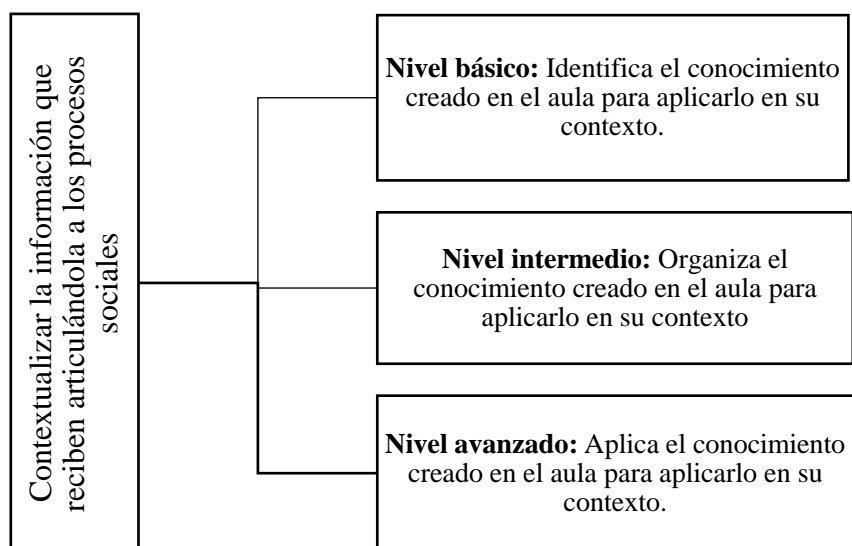 Contextualizar la información que
reciben articulándola a los procesos
sociales
Nivel básico: Identifica el conocimiento
creado en el aula para aplicarlo en su
contexto.
Nivel intermedio: Organiza el
conocimiento creado en el aula para
aplicarlo en su contexto
Nivel avanzado: Aplica el conocimiento
creado en el aula para aplicarlo en su
contexto.